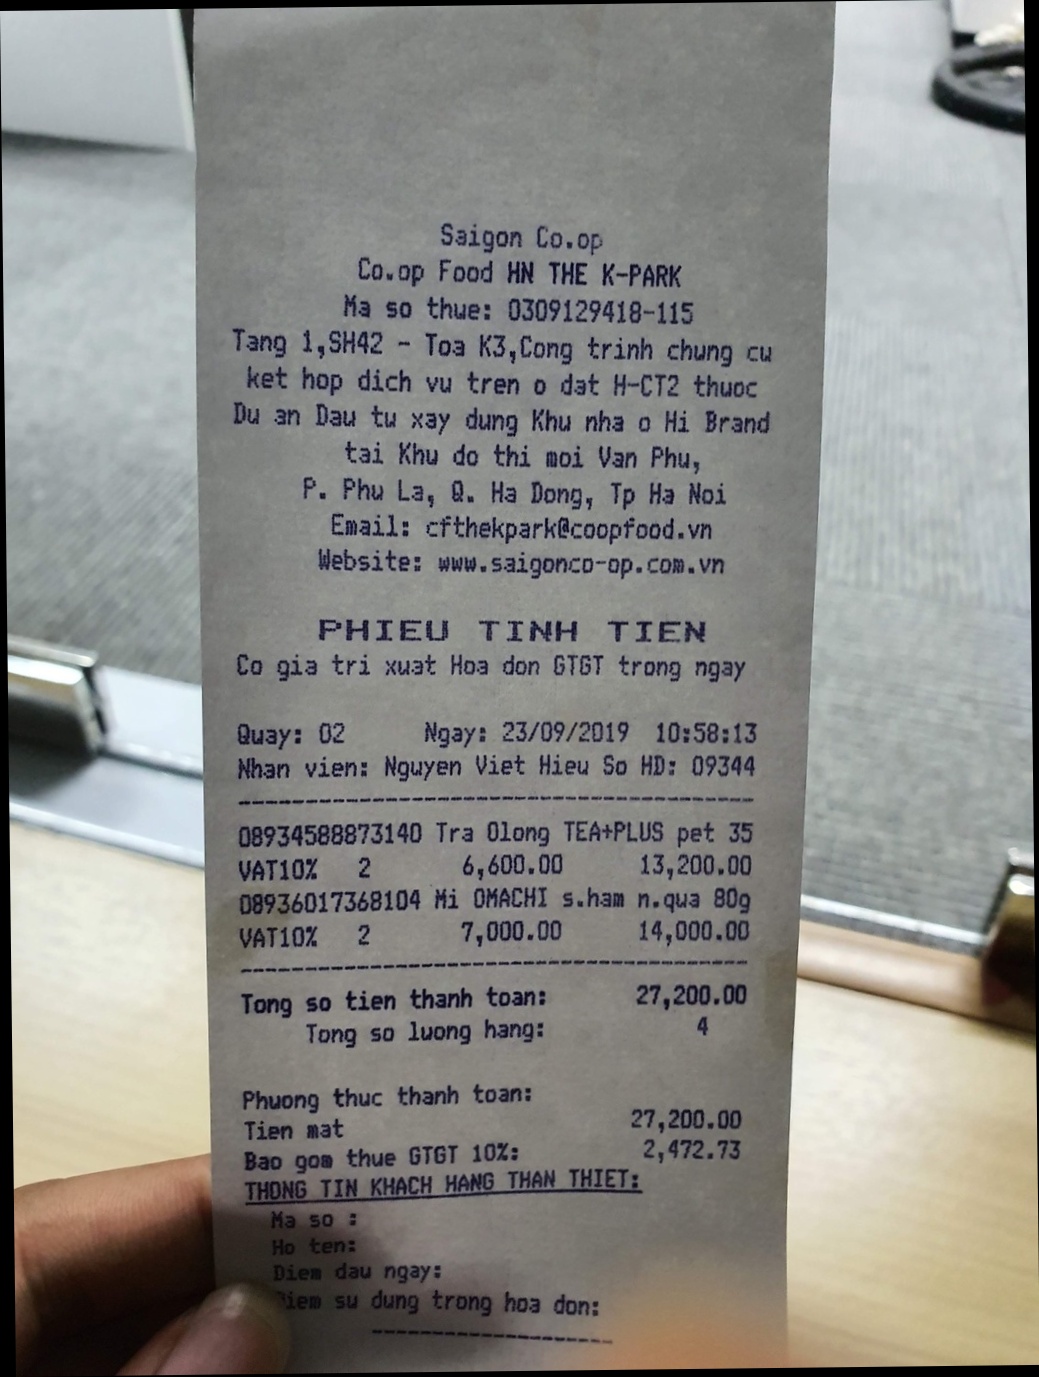 Saigon Co.op
Co.op Food HN THE K-PARK
Ma so thue: 0309129418-115
Tang 1,SH42 - Toa K3,Cong trinh chung cu
ket hop dich vu tren o dat H-CT2 thuoc
Du an Dau tu xay dung Khu nha o Hi Brand
tai Khu do thi moi Van Phu,
P. Phu La, Q. Ha Dong, Tp Ha Noi
Email: cfthekpark@coopfood.vn
Website: www.saigonco-op.com.vn
PHIEU TINH TIEN
Co gia tri xuat Hoa don GTGT trong ngay
Quay: 02 Ngay: 23/09/2019 10:58:13
Nhan vien: Nguyen Viet Hieu So HD: 09344
08934588873140 Tra Olong TEA+PLUS pet 35
VAT10% 2 6,600.00 13,200.00
08936017368104 Mi OMACHI s.ham n.qua 80g
VAT10% 2 7,000.00 14,000.00
Tong so tien thanh toan: 27,200.00
Tong so luong hang: 4
Phuong thuc thanh toan:
Tien mat 27,200.00
Bao gom thue GTGT 10%: 2,472.73
THONG TIN KHACH HANG THAN THIET:
Ma so :
Ho ten:
Diem dau ngay:
Diem su dung trong hoa don: